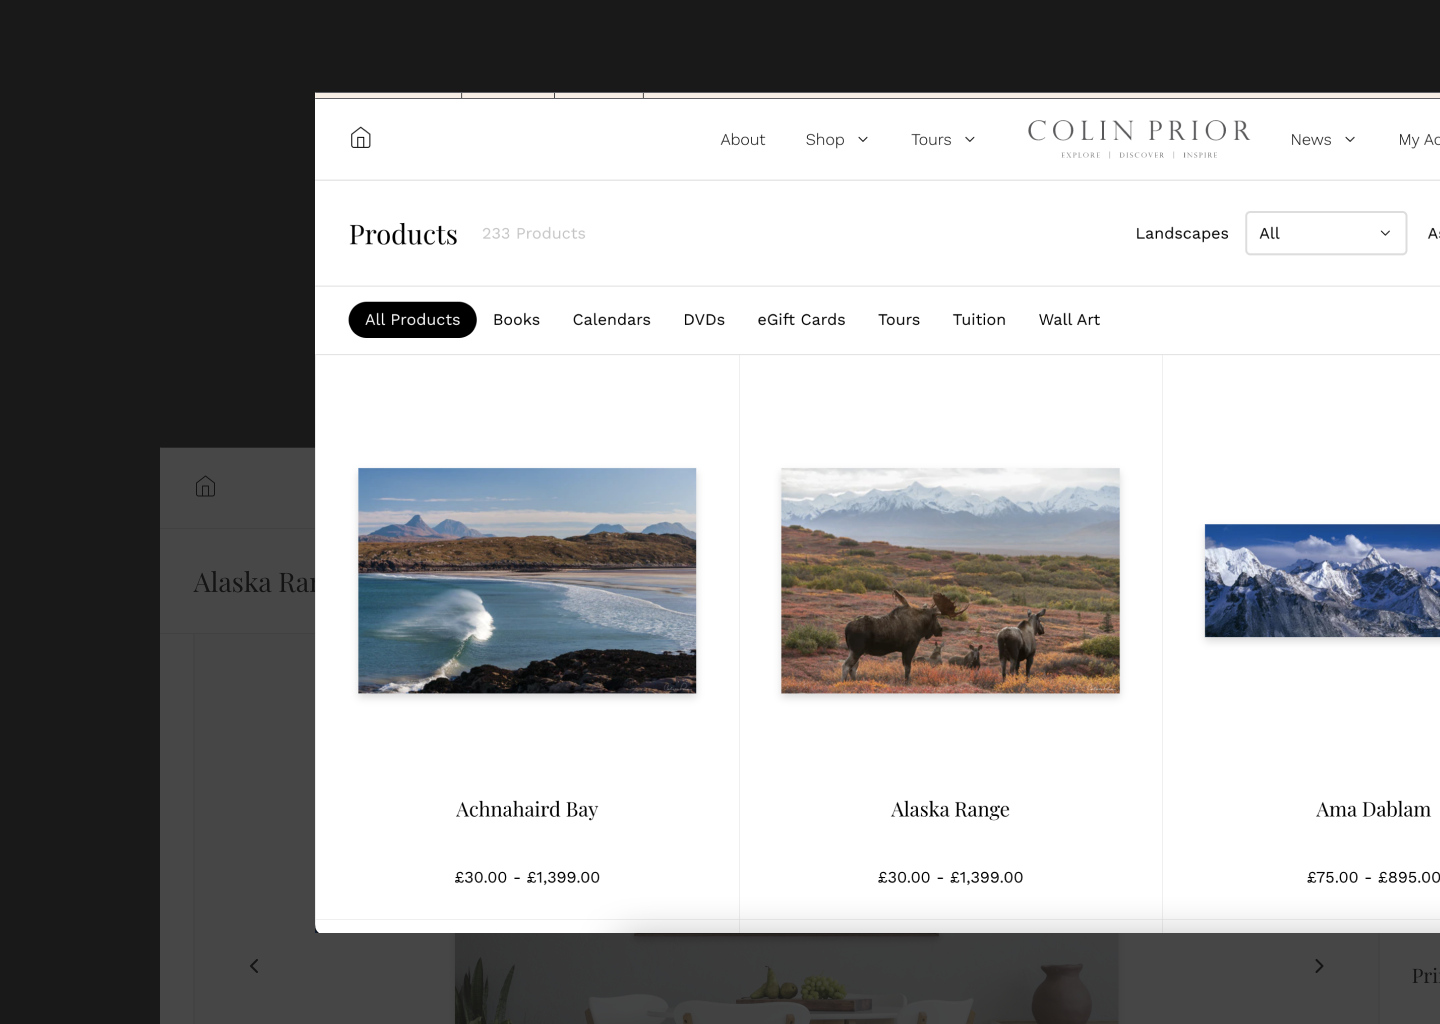 About
Shop
Tours
COLIN PRIOR
EXPLORE | DISCOVER | INSPIRE
News
My Ac
Products
233 Products
Landscapes
All
As
All Products
Books
Calendars
DVDs
eGift Cards
Tours
Tuition
Wall Art
Alaska Ran
Achnahaird Bay
Alaska Range
Ama Dablam
£30.00 - £1,399.00
£30.00 - £1,399.00
£75.00 - £895.00
Pri